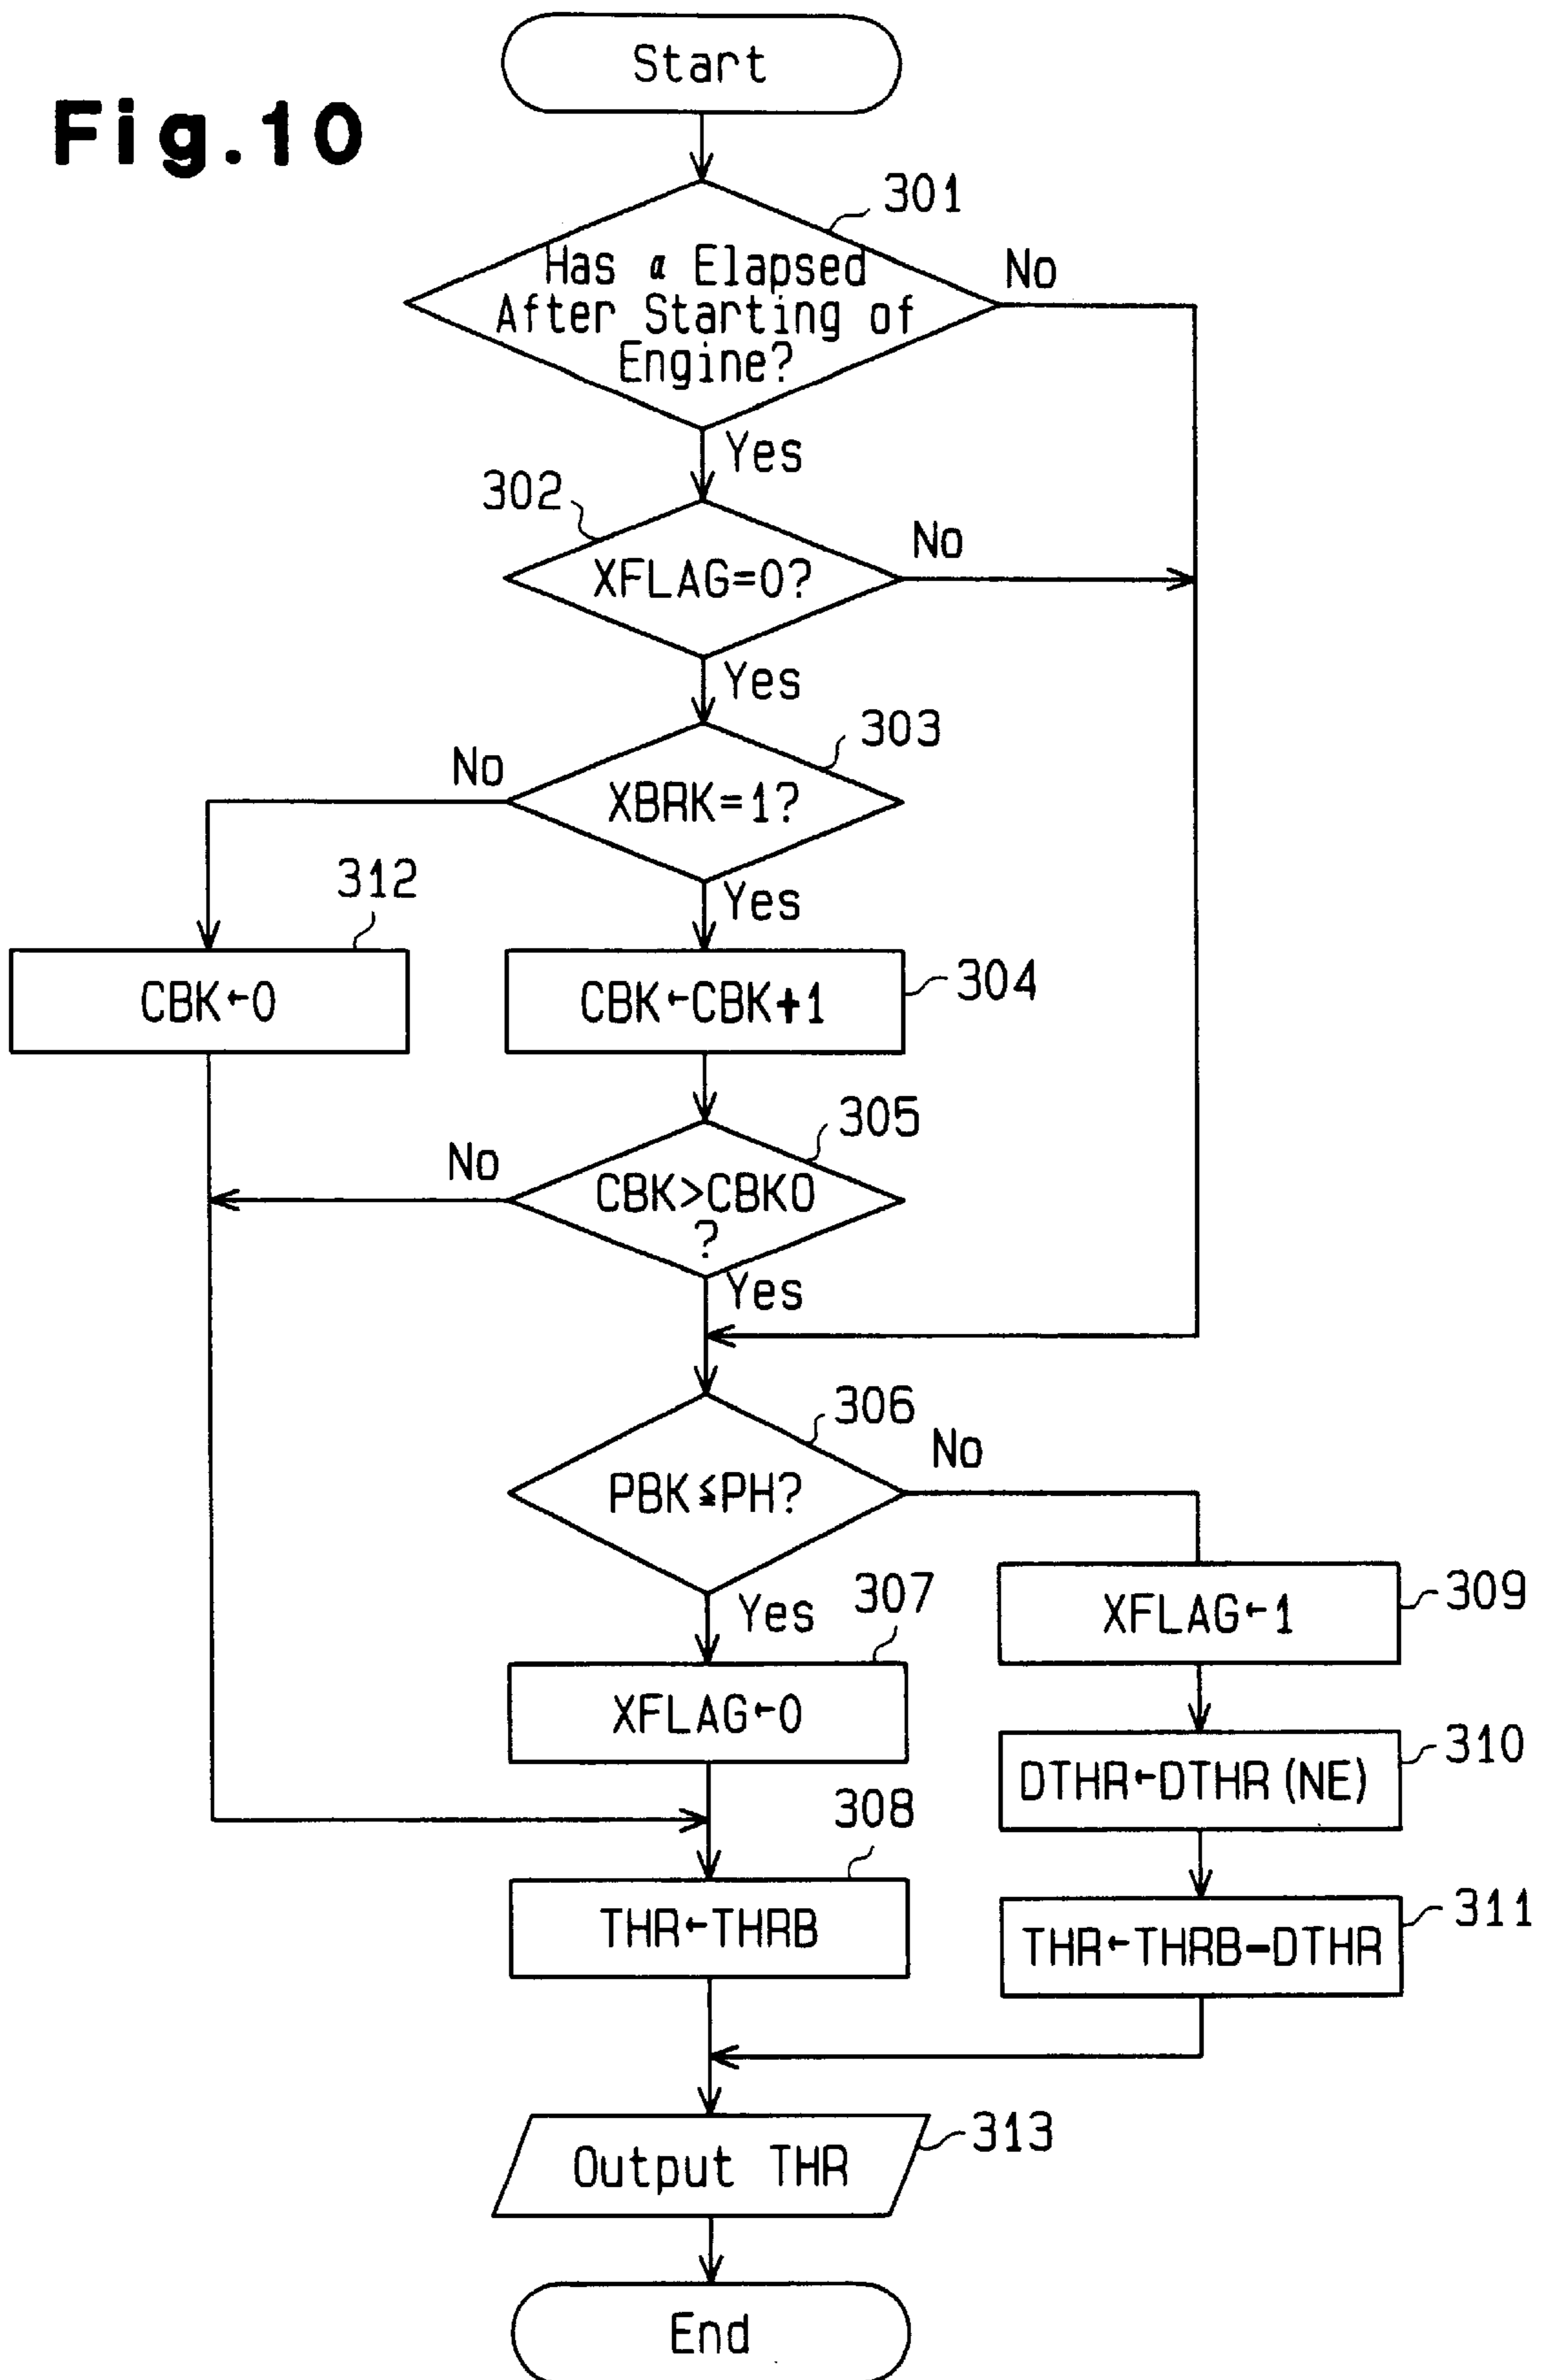 Fig.10
Start
301
Has α Elapsed
After Starting of
Engine?
No
Yes
302
XFLAG=0?
No
Yes
303
XBRK=1?
No
Yes
312
CBK←0
CBK←CBK+1
304
305
CBK>CBK0
?
No
Yes
306
PBK≦PH?
No
Yes
307
XFLAG←0
XFLAG←1
309
DTHR←DTHR(NE)
310
308
THR←THRB
THR←THRB-DTHR
311
Output THR
313
End